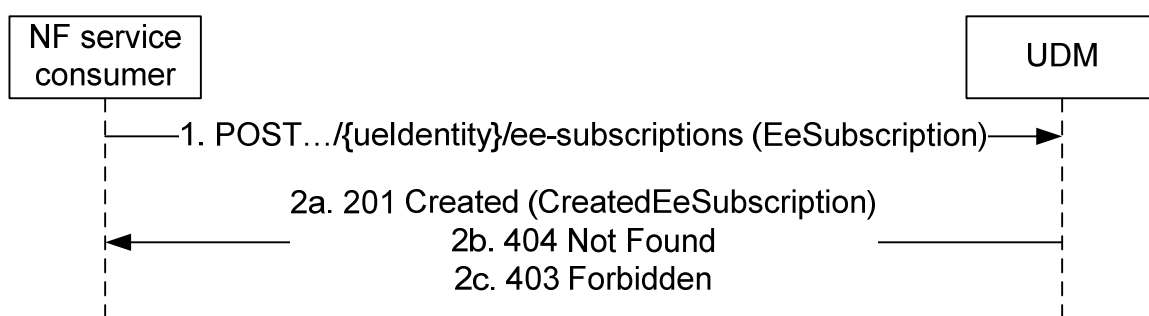 NF service
consumer
UDM
1. POST…/{ueIdentity}/ee-subscriptions (EeSubscription)
2a. 201 Created (CreatedEeSubscription)
2b. 404 Not Found
2c. 403 Forbidden